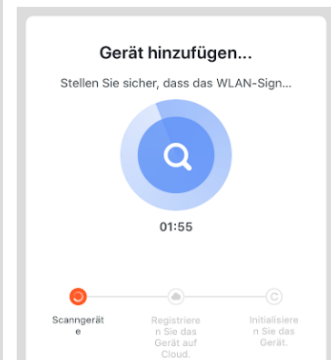 Gerät hinzufügen...
Stellen Sie sicher, dass das WLAN-Sign...
01:55
Scanngerät
e
Registriere
n Sie das
Gerät auf
Cloud.
Initialisiere
n Sie das
Gerät.